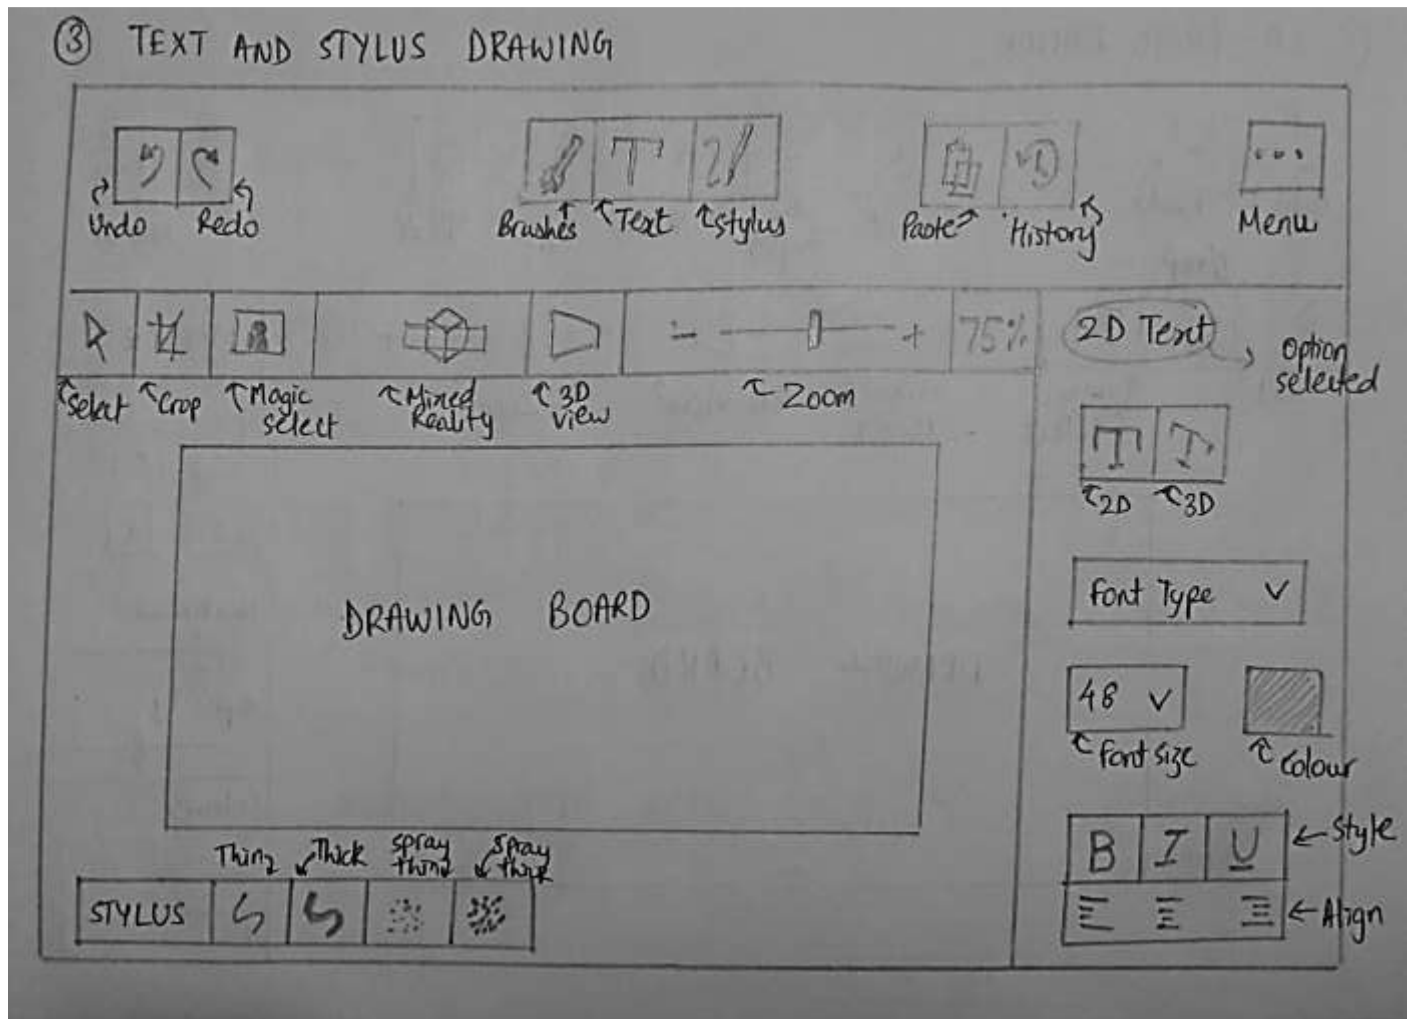 ③ TEXT AND STYLUS DRAWING
Undo Redo
T
Brushes Text Stylus
Paste History
Menu
75%
2D Text
option
selected
Select Crop Magic
select
Mixed
Reality
3D
view
Zoom
T T
2D 3D
DRAWING BOARD
Font Type
48
font size
Colour
B I U
Style
Align
Thin Thick spray
thin
spray
thick
STYLUS